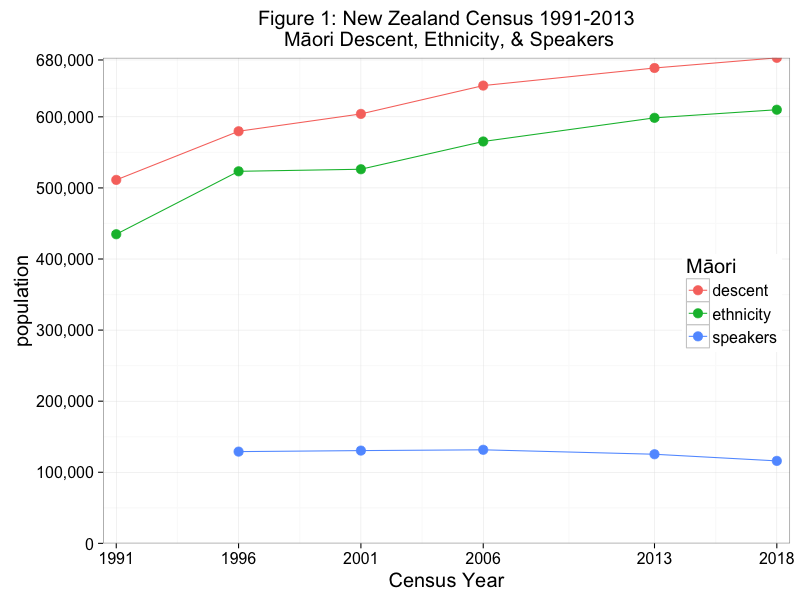 Figure 1: New Zealand Census 1991-2013
Māori Descent, Ethnicity, & Speakers
680,000
600,000
500,000
400,000
300,000
200,000
100,000
0
population
Māori
descent
ethnicity
speakers
1991 1996 2001 2006 2013 2018
Census Year